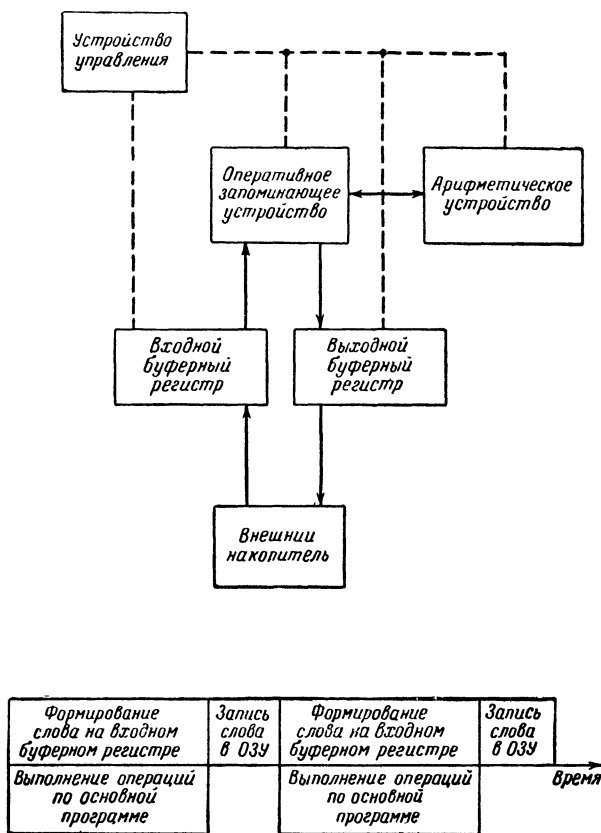 Устройство
управления
Оперативное
запоминающее
устройство
Арифметическое
устройство
Входной
буферный
регистр
Выходной
буферный
регистр
Внешнии
накопитель
Формирование
слова на входном
буферном регистре
Запись
слова
в ОЗУ
Формирование
слова на входном
буферном регистре
Запись
слова
в ОЗУ
Выполнение операций
по основной
программе
Выполнение операций
по основной
программе
Время